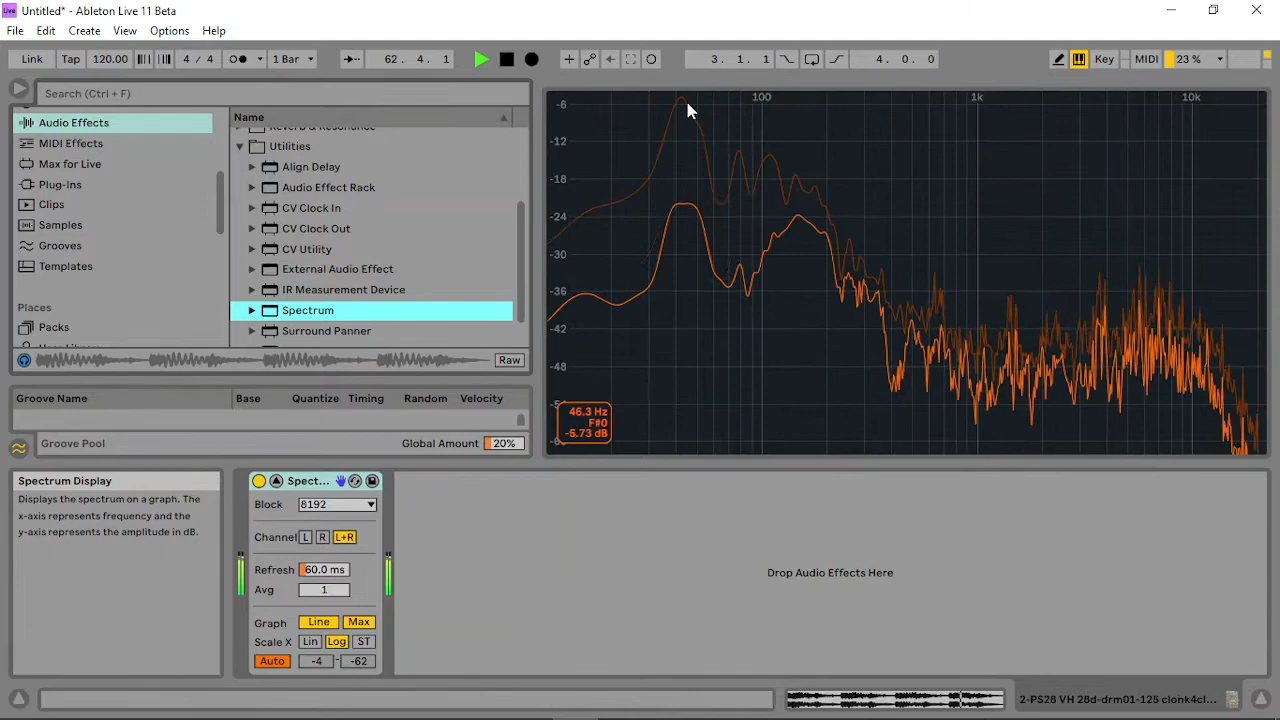 Live Untitled* - Ableton Live 11 Beta
File Edit Create View Options Help
Link Tap 120.00 4 / 4 1 Bar 62. 4. 1 3. 1. 1 4. 0. 0 Key MIDI 23 %
Search (Ctrl + F)
Audio Effects
MIDI Effects
Max for Live
Plug-Ins
Clips
Samples
Grooves
Templates
Places
Packs
Name
Reverb & Resonance
Utilities
Align Delay
Audio Effect Rack
CV Clock In
CV Clock Out
CV Utility
External Audio Effect
IR Measurement Device
Spectrum
Surround Panner
Raw
100 1k 10k
-6
-12
-18
-24
-30
-36
-42
-48
46.3 Hz
F#0
-5.73 dB
Groove Name Base Quantize Timing Random Velocity
Groove Pool Global Amount 20%
Spectrum Display
Displays the spectrum on a graph. The
x-axis represents frequency and the
y-axis represents the amplitude in dB.
Spect...
Block 8192
Channel L R L+R
Refresh 60.0 ms
Avg 1
Graph Line Max
Scale X Lin Log ST
Auto -4 - -62
Drop Audio Effects Here
2-PS28 VH 28d-drm01-125 clonk4cl...